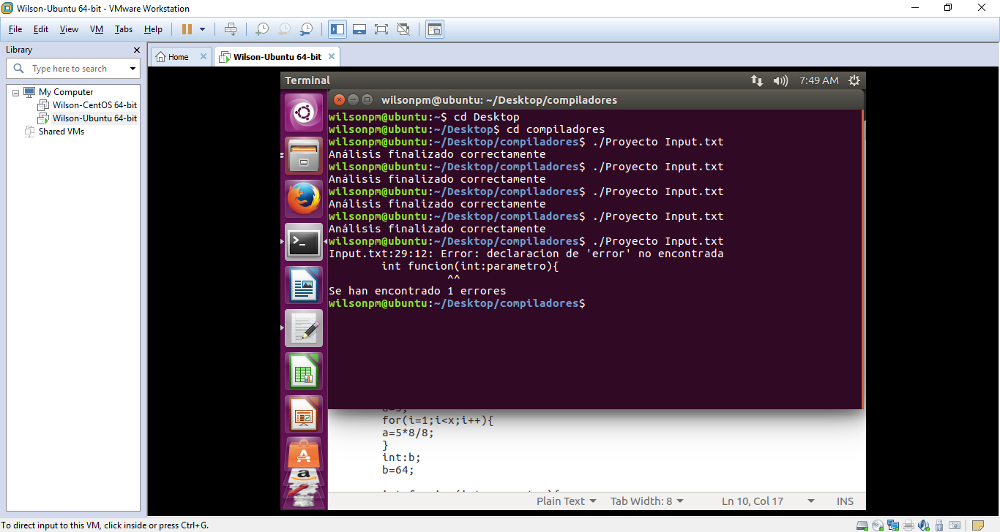 Wilson-Ubuntu 64-bit - VMware Workstation
File Edit View VM Tabs Help
Library
Home
Wilson-Ubuntu 64-bit
Type here to search
My Computer
Wilson-CentOS 64-bit
Wilson-Ubuntu 64-bit
Shared VMs
Terminal
7:49 AM
wilsonpm@ubuntu: ~/Desktop/compiladores
wilsonpm@ubuntu:~$ cd Desktop
wilsonpm@ubuntu:~/Desktop$ cd compiladores
wilsonpm@ubuntu:~/Desktop/compiladores$ ./Proyecto Input.txt
Análisis finalizado correctamente
wilsonpm@ubuntu:~/Desktop/compiladores$ ./Proyecto Input.txt
Análisis finalizado correctamente
wilsonpm@ubuntu:~/Desktop/compiladores$ ./Proyecto Input.txt
Análisis finalizado correctamente
wilsonpm@ubuntu:~/Desktop/compiladores$ ./Proyecto Input.txt
Análisis finalizado correctamente
wilsonpm@ubuntu:~/Desktop/compiladores$ ./Proyecto Input.txt
Input.txt:29:12: Error: declaracion de 'error' no encontrada
int funcion(int:parametro){
^^
Se han encontrado 1 errores
wilsonpm@ubuntu:~/Desktop/compiladores$
for(i=1;i<x;i++){
a=5*8/8;
}
int:b;
b=64;
Plain Text Tab Width: 8 Ln 10, Col 17 INS
To direct input to this VM, click inside or press Ctrl+G.